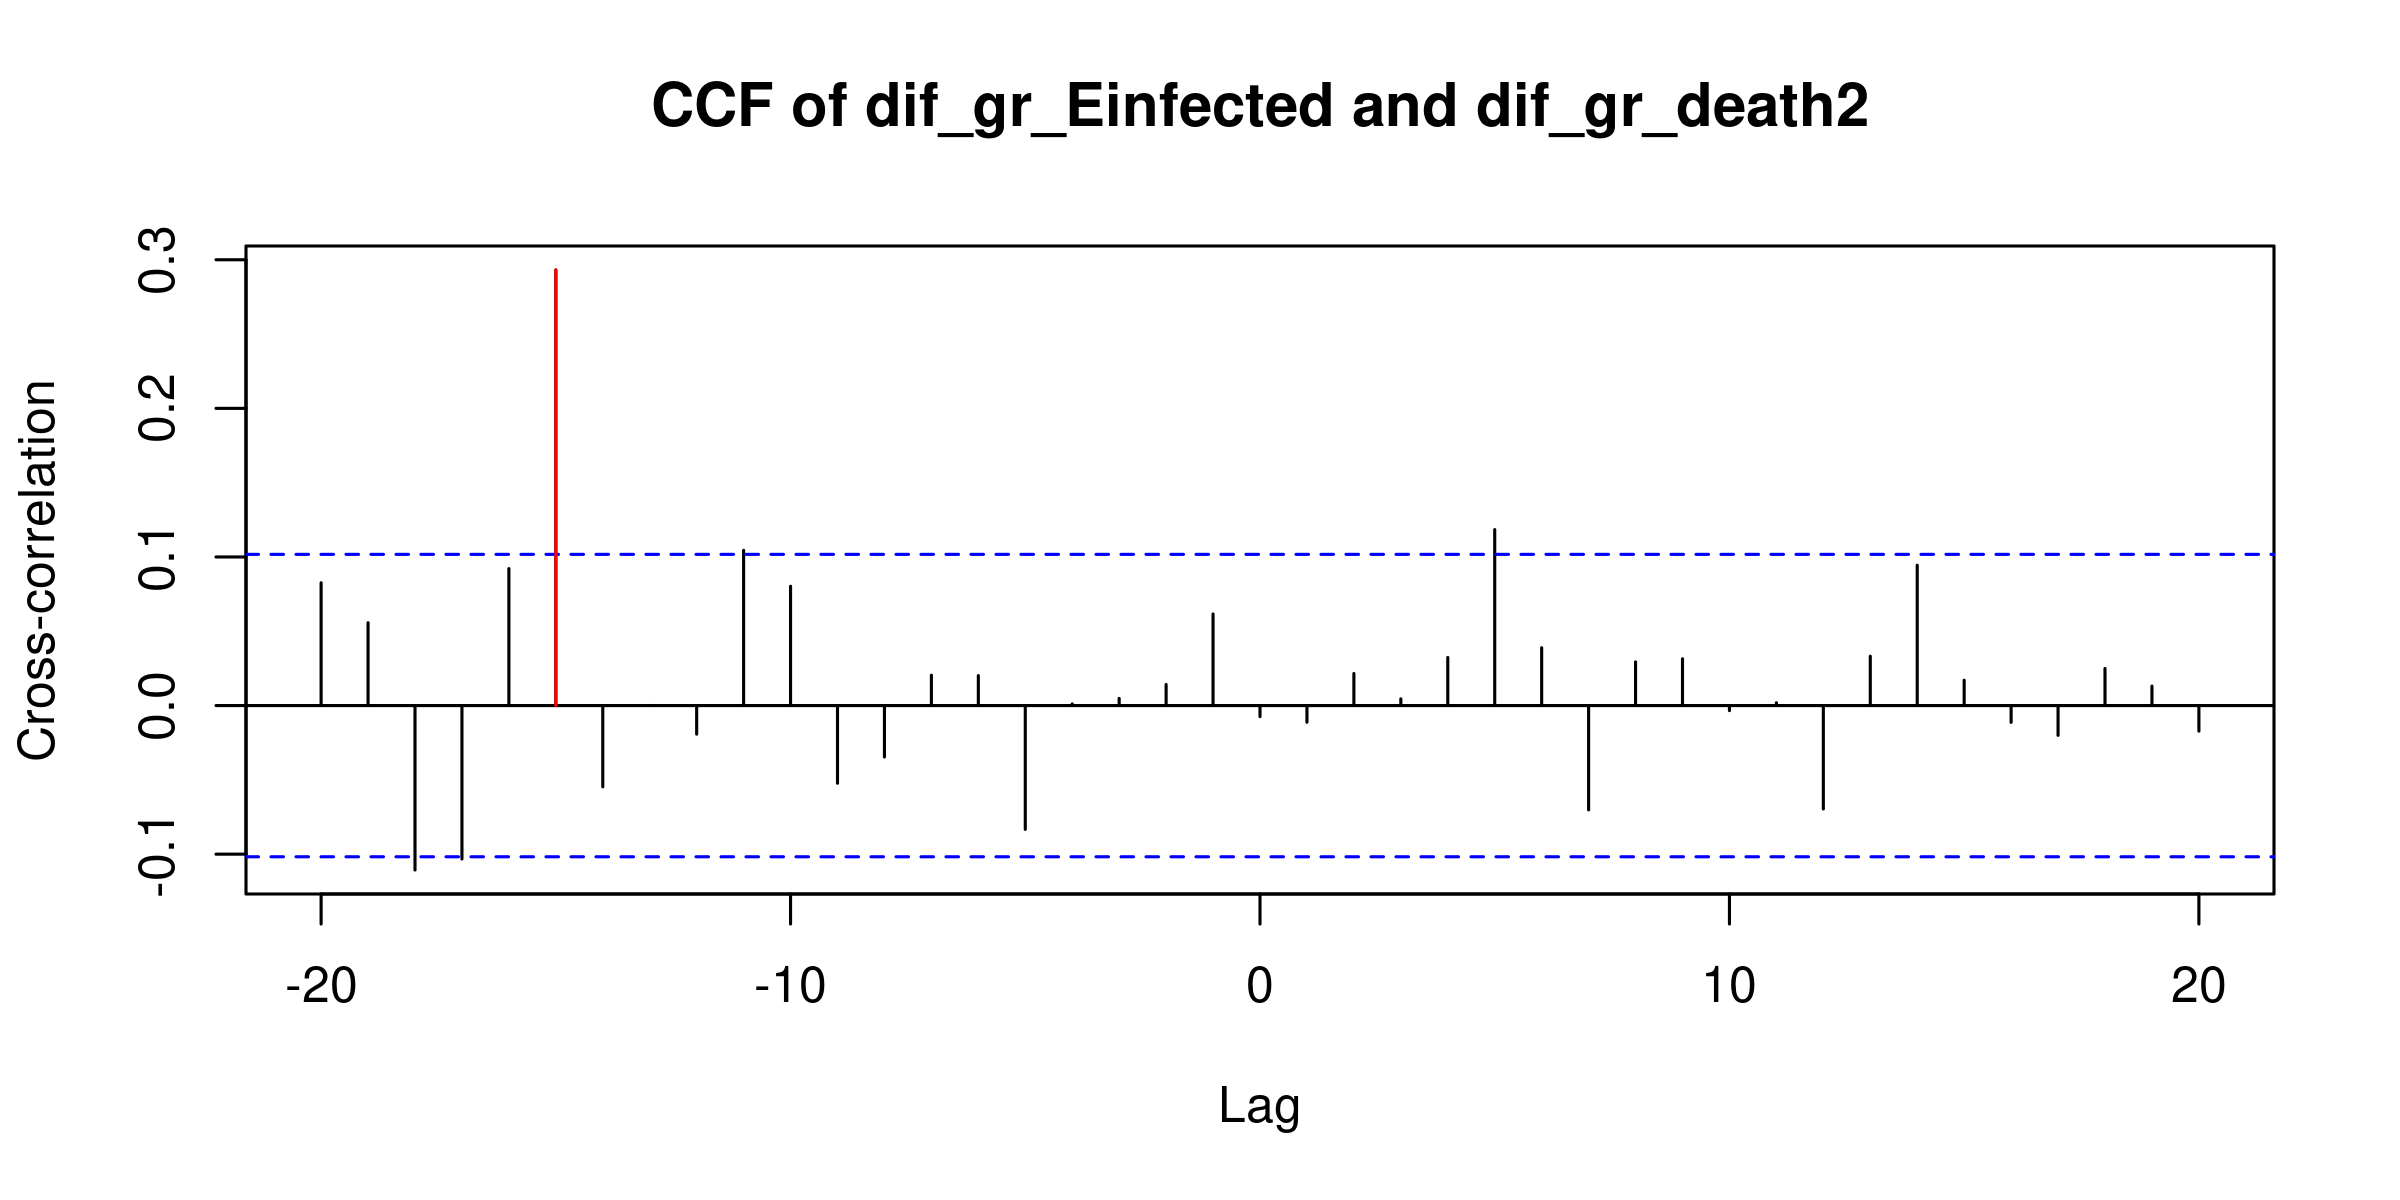 CCF of dif_gr_Einfected and dif_gr_death2
Cross-correlation
0.3
0.2
0.1
0.0
-0.1
-20 -10 0 10 20
Lag